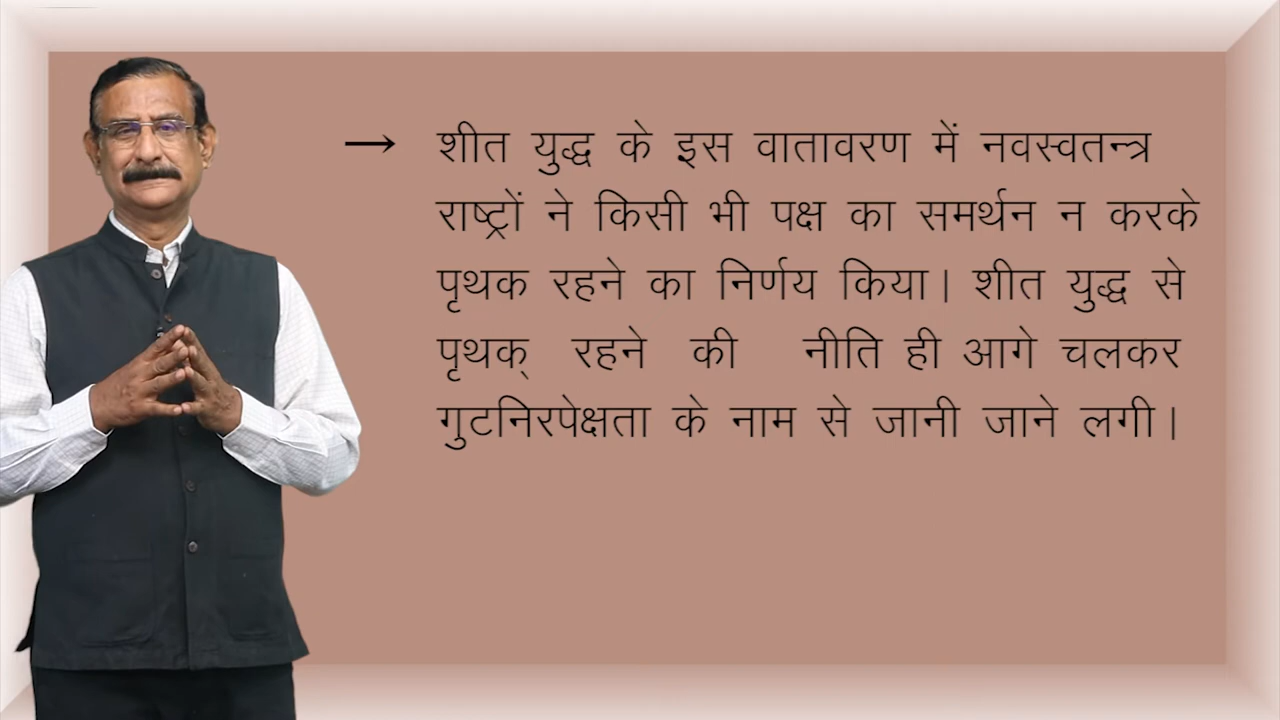 → शीत युद्ध के इस वातावरण में नवस्वतन्त्र
राष्ट्रों ने किसी भी पक्ष का समर्थन न करके
पृथक रहने का निर्णय किया। शीत युद्ध से
पृथक् रहने की नीति ही आगे चलकर
गुटनिरपेक्षता के नाम से जानी जाने लगी।